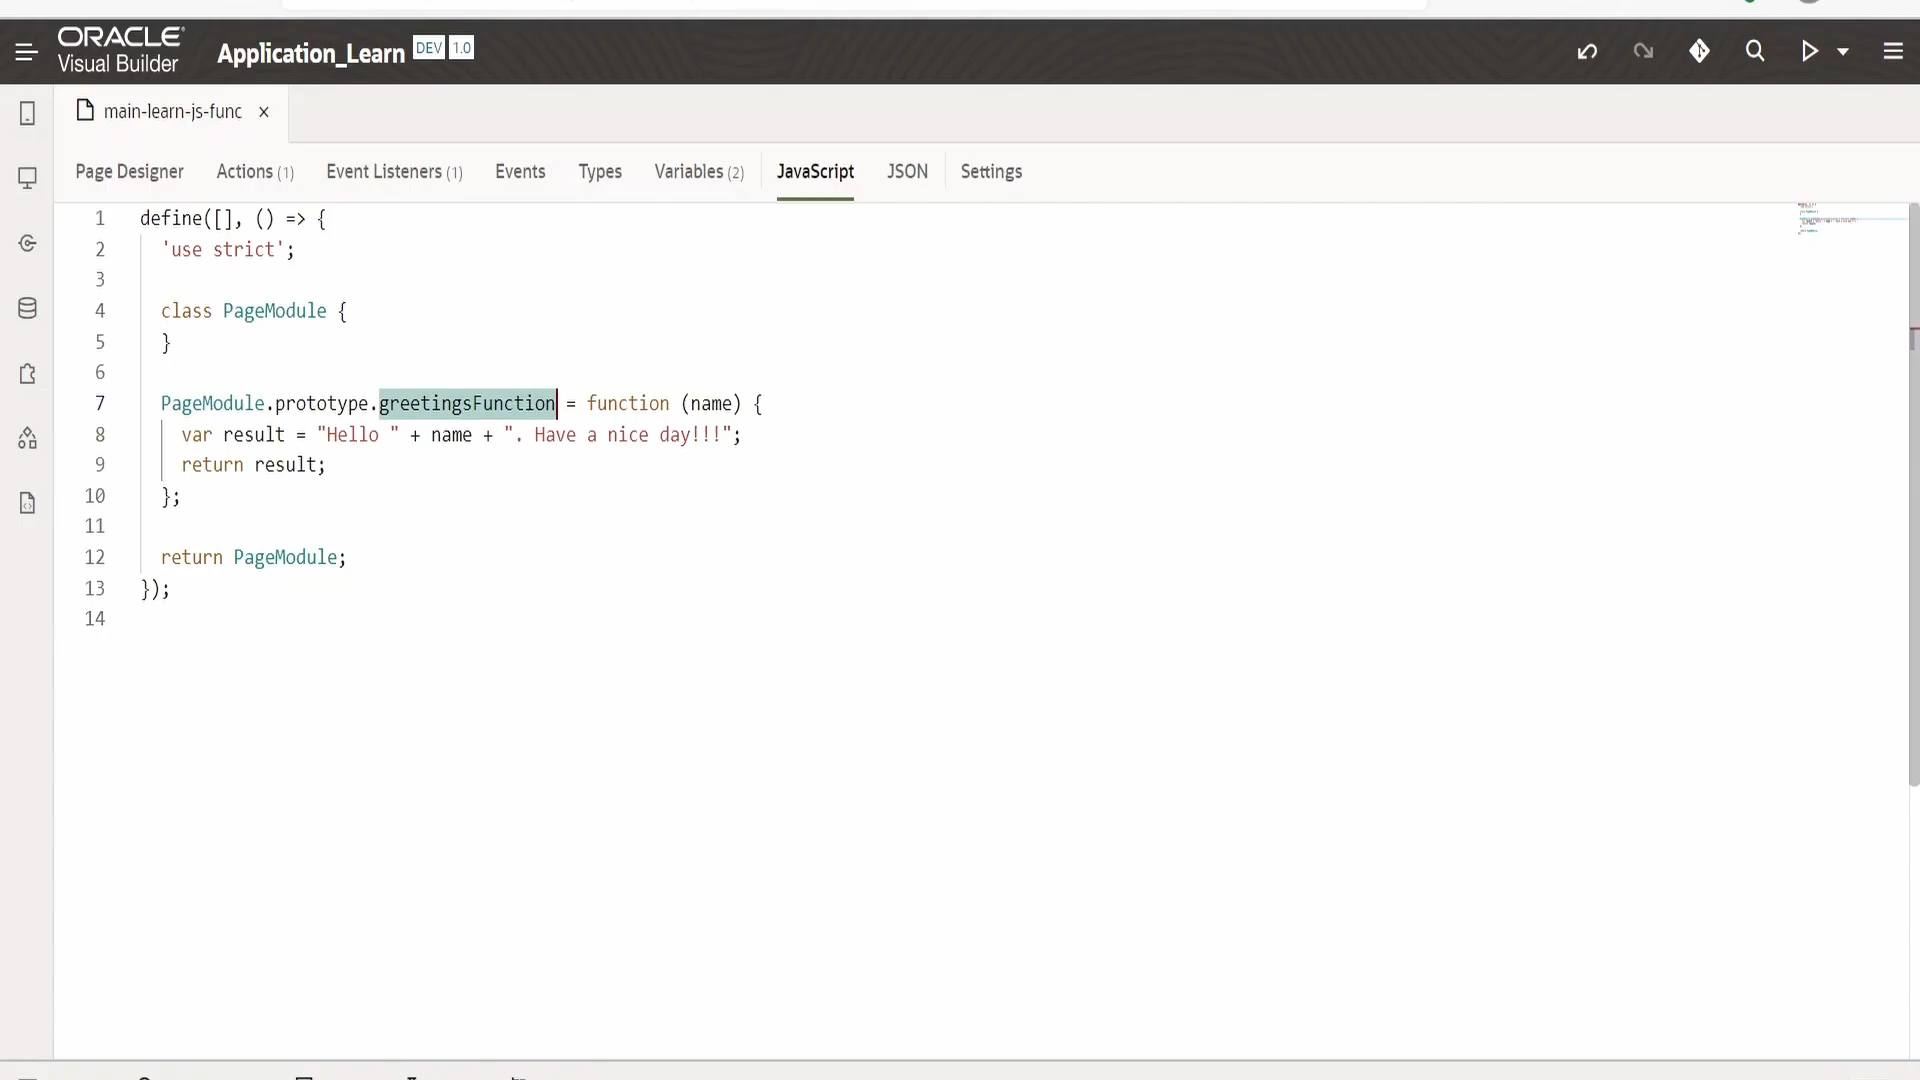 ORACLE
Visual Builder
Application_Learn DEV 1.0
main-learn-js-func ×
Page Designer Actions (1) Event Listeners (1) Events Types Variables (2) JavaScript JSON Settings
1 define([], () => {
2 'use strict';
3
4 class PageModule {
5 }
6
7 PageModule.prototype.greetingsFunction = function (name) {
8 var result = "Hello " + name + ". Have a nice day!!!";
9 return result;
10 };
11
12 return PageModule;
13 });
14